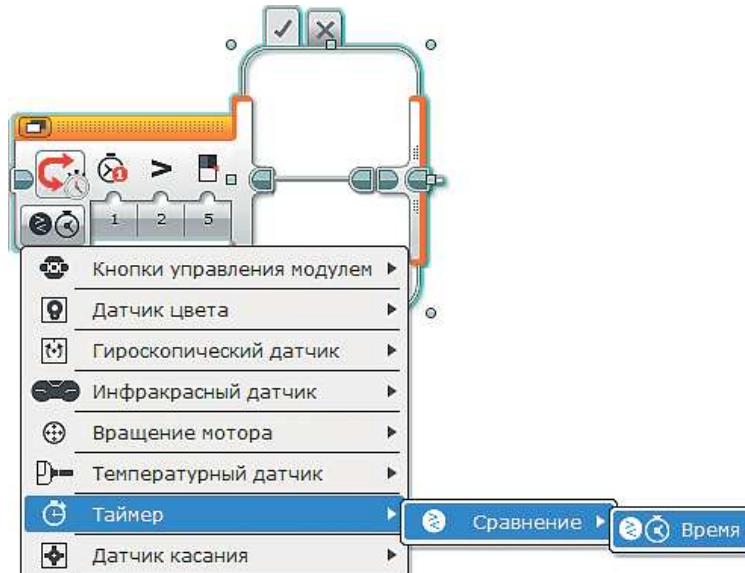 1
> 
1 2 5
Кнопки управления модулем
Датчик цвета
Гироскопический датчик
Инфракрасный датчик
Вращение мотора
Температурный датчик
Таймер
Сравнение
Время
Датчик касания